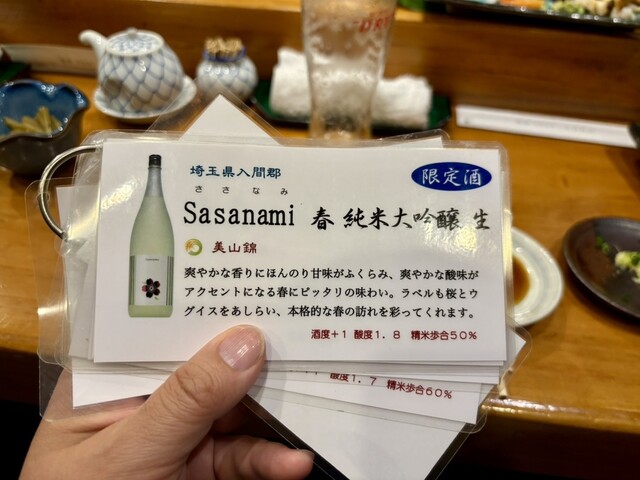 DRY
埼玉県入間郡
限定酒
ささなみ
Sasanami 春 純米大吟醸 生
美山錦
爽やかな香りにほんのり甘味がふくらみ、爽やかな酸味が
アクセントになる春にピッタリの味わい。ラベルも桜とウ
グイスをあしらい、本格的な春の訪れを彩ってくれます。
酒度+1 酸度1.8 精米歩合50%
酸度1.7 精米歩合60%